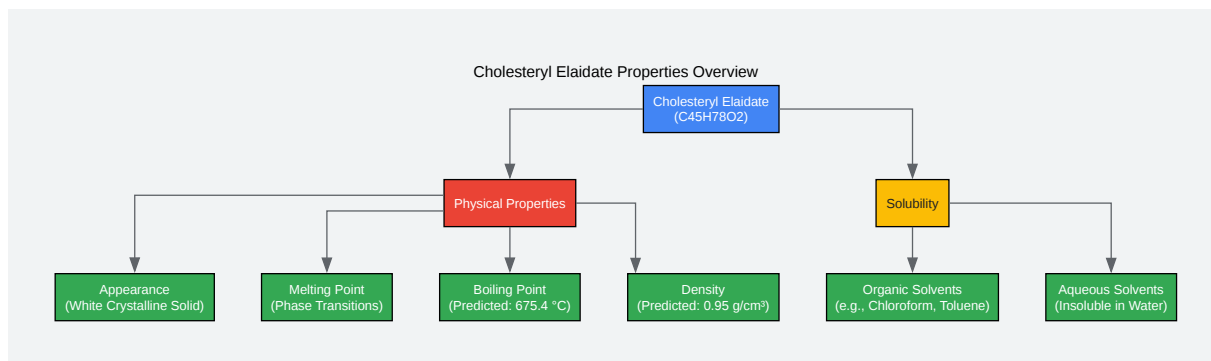 Cholesteryl Elaidate Properties Overview
Cholesteryl Elaidate
(C45H78O2)
Physical Properties
Solubility
Appearance
(White Crystalline Solid)
Melting Point
(Phase Transitions)
Boiling Point
(Predicted: 675.4 °C)
Density
(Predicted: 0.95 g/cm³)
Organic Solvents
(e.g., Chloroform, Toluene)
Aqueous Solvents
(Insoluble in Water)